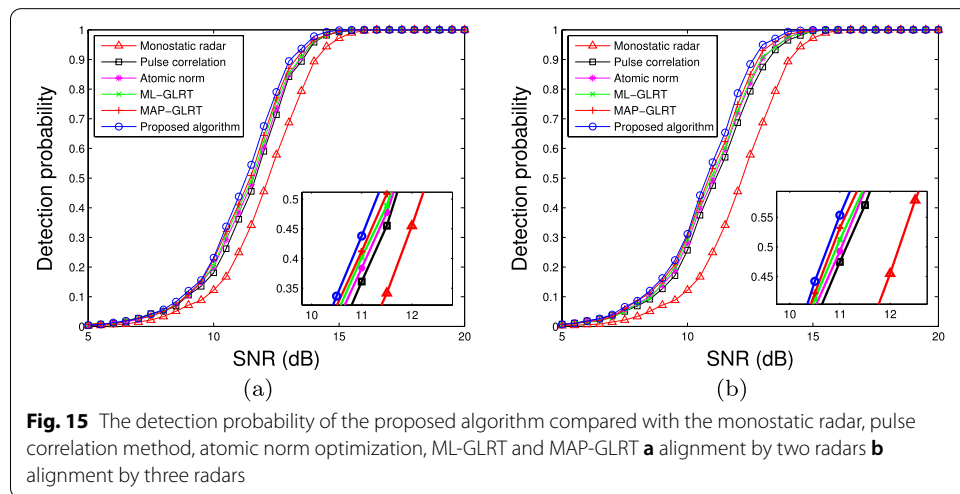 1
0.9
0.8
0.7
0.6
0.5
0.4
0.3
0.2
0.1
0
Detection probability
Monostatic radar
Pulse correlation
Atomic norm
ML−GLRT
MAP−GLRT
Proposed algorithm
0.5
0.45
0.4
0.35
10 11 12
5 10 15 20
SNR (dB)
(a)
1
0.9
0.8
0.7
0.6
0.5
0.4
0.3
0.2
0.1
0
Detection probability
Monostatic radar
Pulse correlation
Atomic norm
ML−GLRT
MAP−GLRT
Proposed algorithm
0.55
0.5
0.45
10 11 12
5 10 15 20
SNR (dB)
(b)
Fig. 15 The detection probability of the proposed algorithm compared with the monostatic radar, pulse
correlation method, atomic norm optimization, ML-GLRT and MAP-GLRT a alignment by two radars b
alignment by three radars